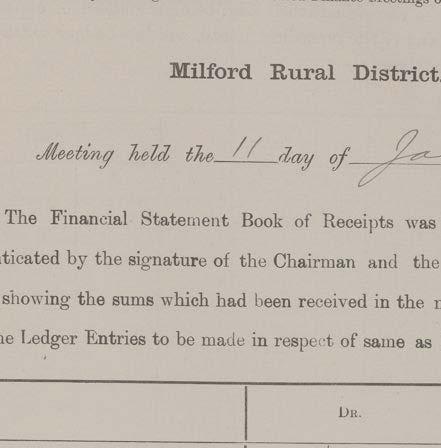 Milford Rural District.
Meeting held the 11 day of Ja
The Financial Statement Book of Receipts was
ticated by the signature of the Chairman and the
showing the sums which had been received in the
he Ledger Entries to be made in respect of same as
Dr.